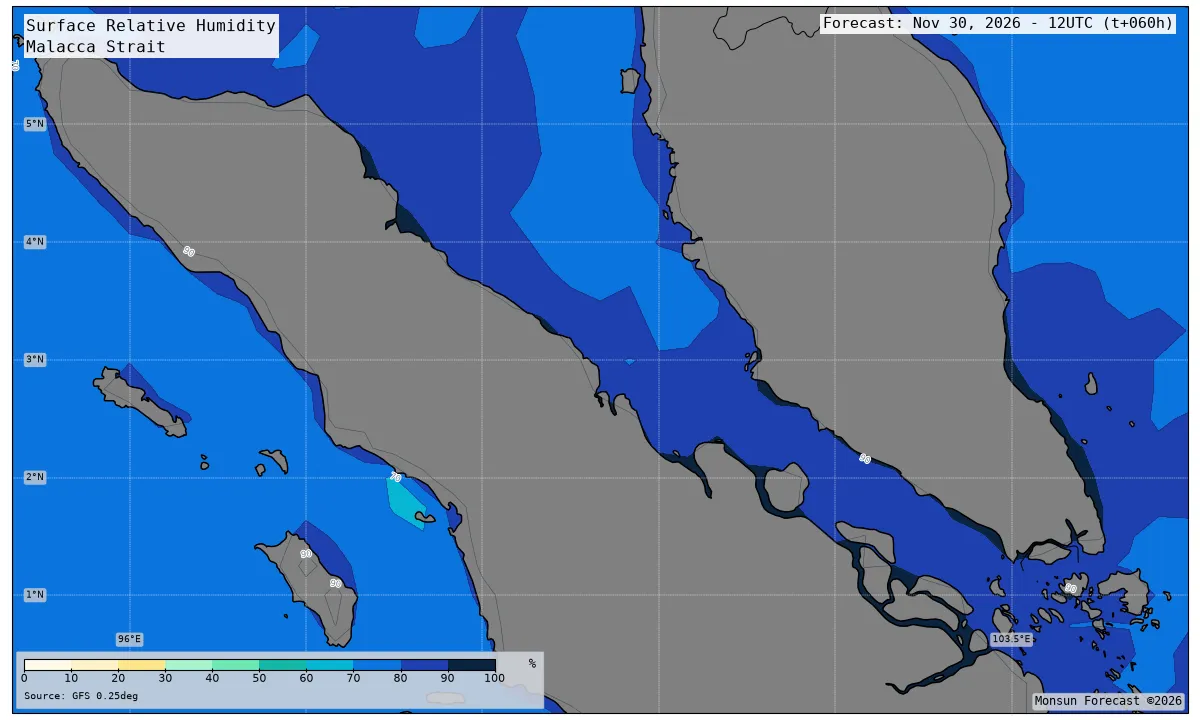 Surface Relative Humidity
Malacca Strait
Forecast: Nov 30, 2026 - 12UTC (t+060h)
5°N
4°N
90
3°N
90
2°N
70
90
90
90
1°N
96°E
103.5°E
%
0 10 20 30 40 50 60 70 80 90 100
Source: GFS 0.25deg
Monsun Forecast ©2026